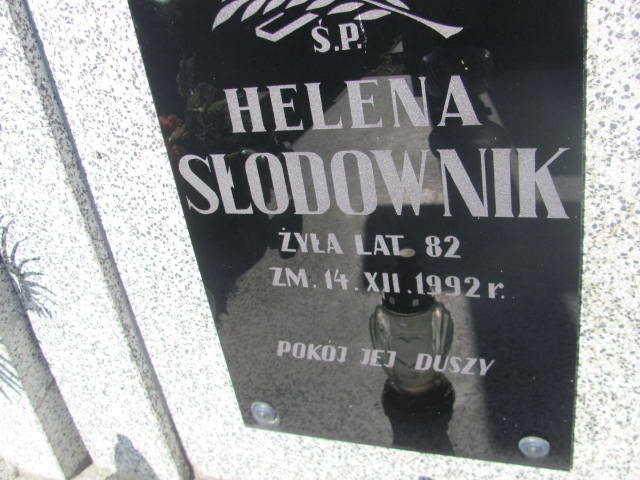 Ś.P.
HELENA
SŁODOWNIK
ŻYŁA LAT 82
ZM. 14.XII.1992 r.
POKÓJ JEJ DUSZY